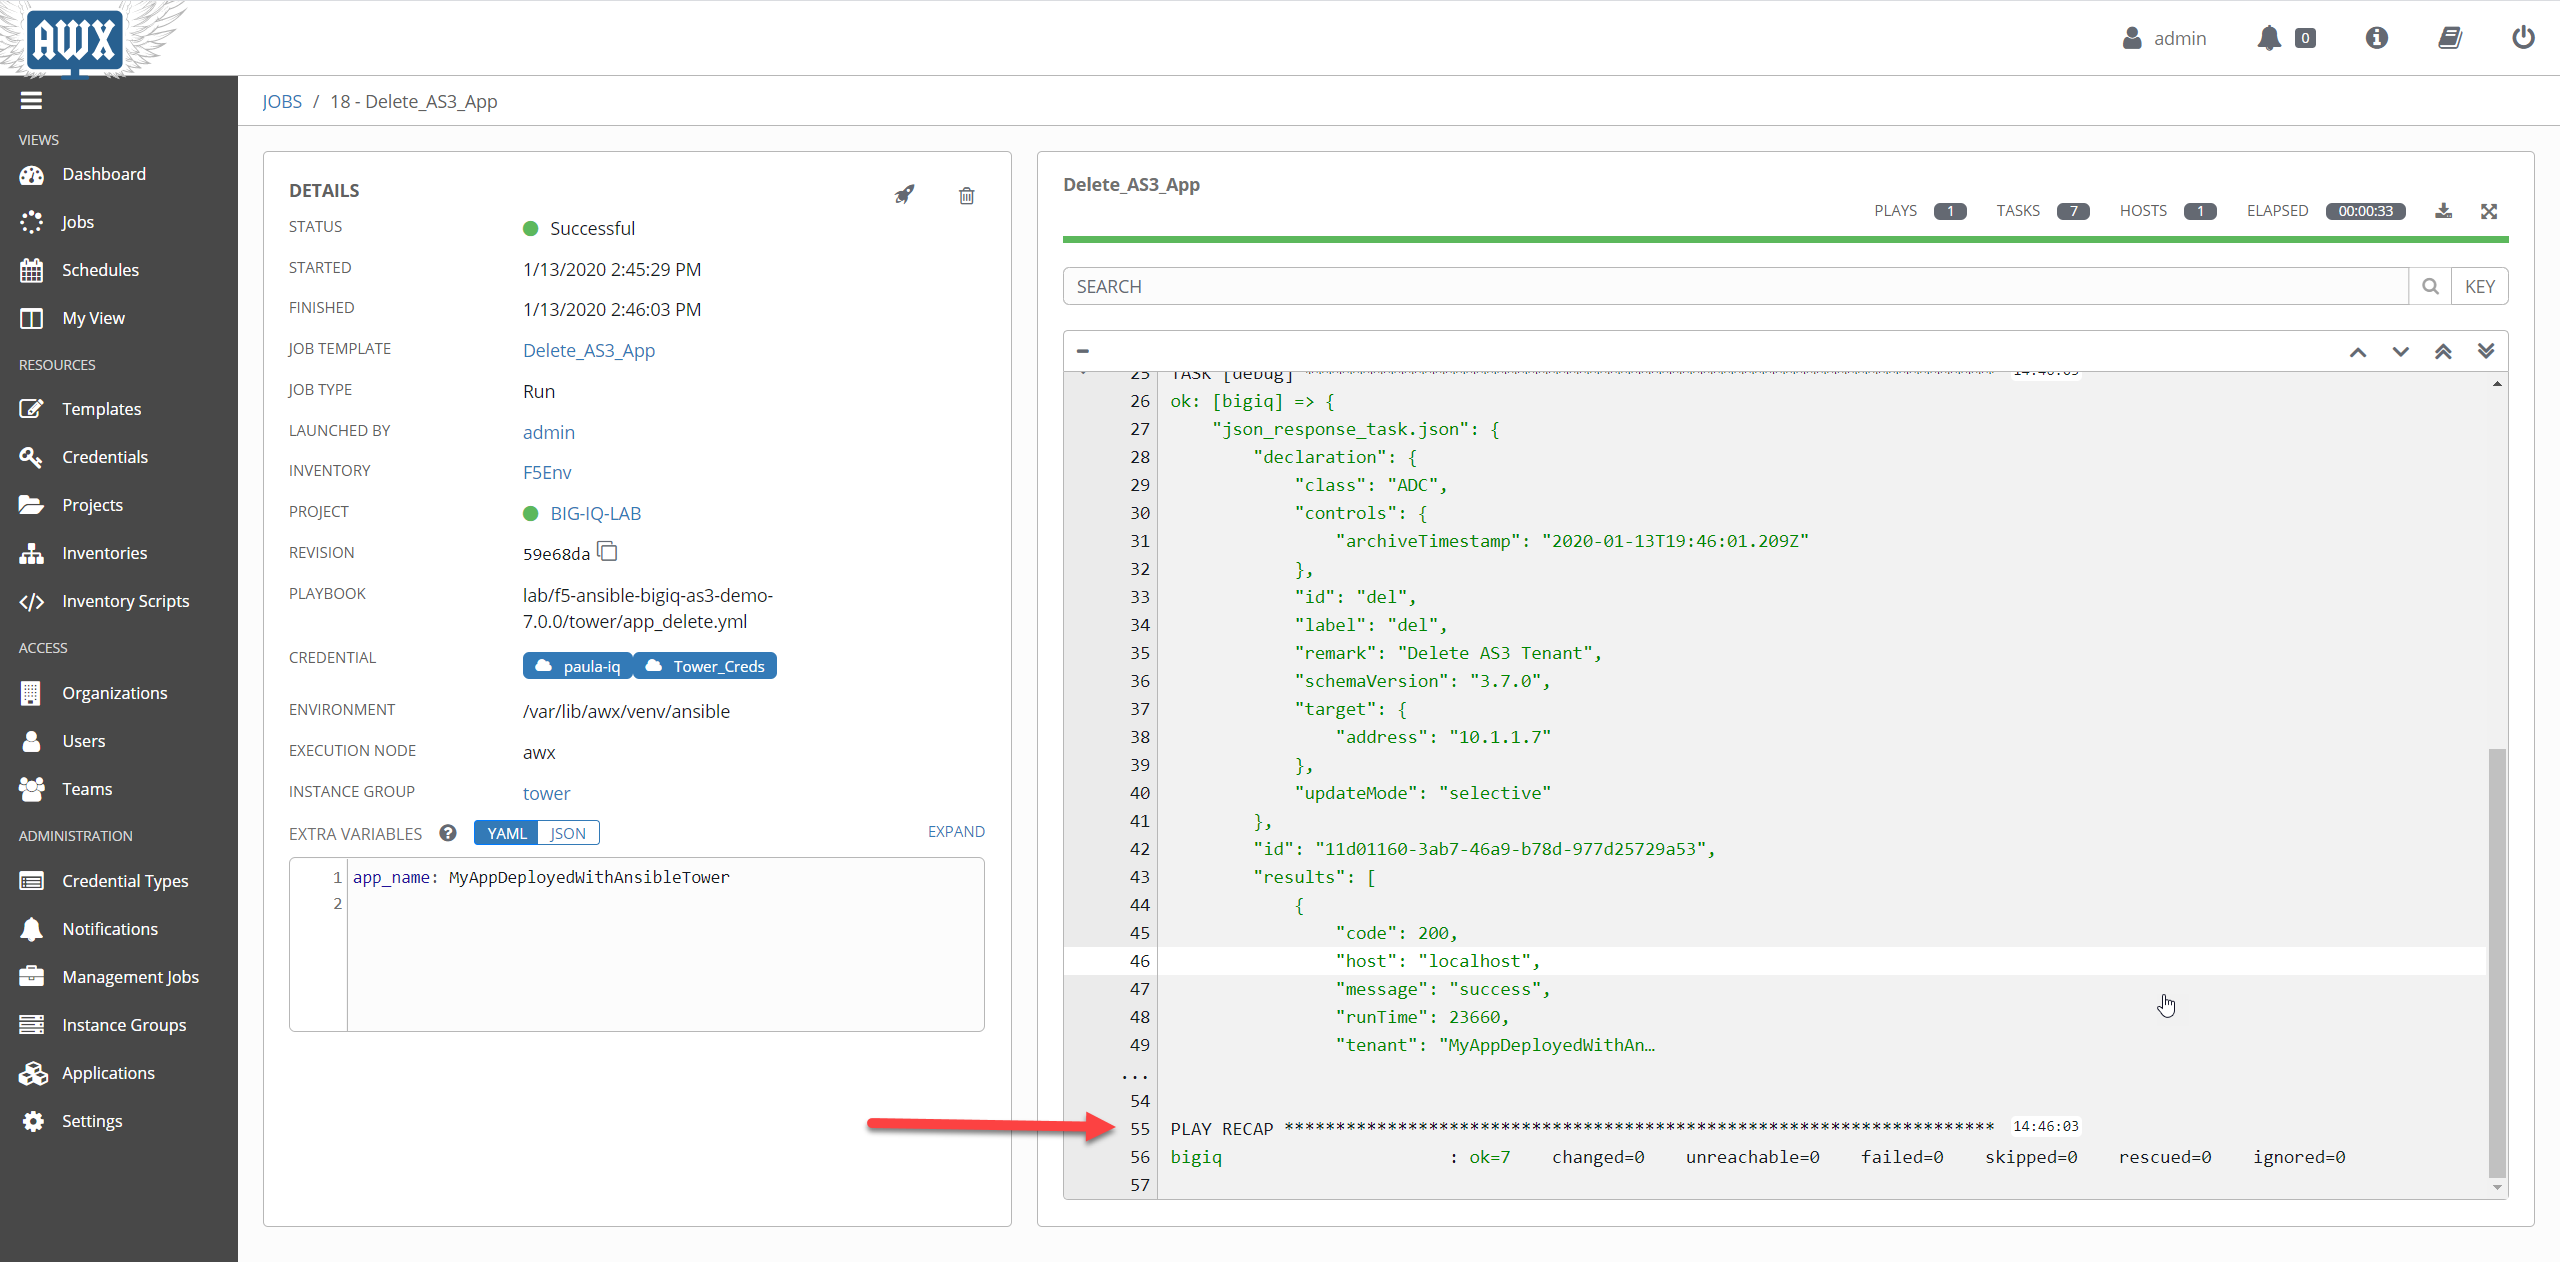 AWX
admin
0
VIEWS
Dashboard
Jobs
Schedules
My View
RESOURCES
Templates
Credentials
Projects
Inventories
Inventory Scripts
ACCESS
Organizations
Users
Teams
ADMINISTRATION
Credential Types
Notifications
Management Jobs
Instance Groups
Applications
Settings
JOBS / 18 - Delete_AS3_App
DETAILS
STATUS Successful
STARTED 1/13/2020 2:45:29 PM
FINISHED 1/13/2020 2:46:03 PM
JOB TEMPLATE Delete_AS3_App
JOB TYPE Run
LAUNCHED BY admin
INVENTORY F5Env
PROJECT BIG-IQ-LAB
REVISION 59e68da
PLAYBOOK lab/f5-ansible-bigiq-as3-demo-
7.0.0/tower/app_delete.yml
CREDENTIAL paula-iq Tower_Creds
ENVIRONMENT /var/lib/awx/venv/ansible
EXECUTION NODE awx
INSTANCE GROUP tower
EXTRA VARIABLES ? YAML JSON EXPAND
1 app_name: MyAppDeployedWithAnsibleTower
2
Delete_AS3_App
PLAYS 1 TASKS 7 HOSTS 1 ELAPSED 00:00:33
SEARCH KEY
25 TASK [debug] ********************************************************************* 14:46:03
26 ok: [bigiq] => {
27 "json_response_task.json": {
28 "declaration": {
29 "class": "ADC",
30 "controls": {
31 "archiveTimestamp": "2020-01-13T19:46:01.209Z"
32 },
33 "id": "del",
34 "label": "del",
35 "remark": "Delete AS3 Tenant",
36 "schemaVersion": "3.7.0",
37 "target": {
38 "address": "10.1.1.7"
39 },
40 "updateMode": "selective"
41 },
42 "id": "11d01160-3ab7-46a9-b78d-977d25729a53",
43 "results": [
44 {
45 "code": 200,
46 "host": "localhost",
47 "message": "success",
48 "runTime": 23660,
49 "tenant": "MyAppDeployedWithAn…
...
54
55 PLAY RECAP ********************************************************************* 14:46:03
56 bigiq : ok=7 changed=0 unreachable=0 failed=0 skipped=0 rescued=0 ignored=0
57